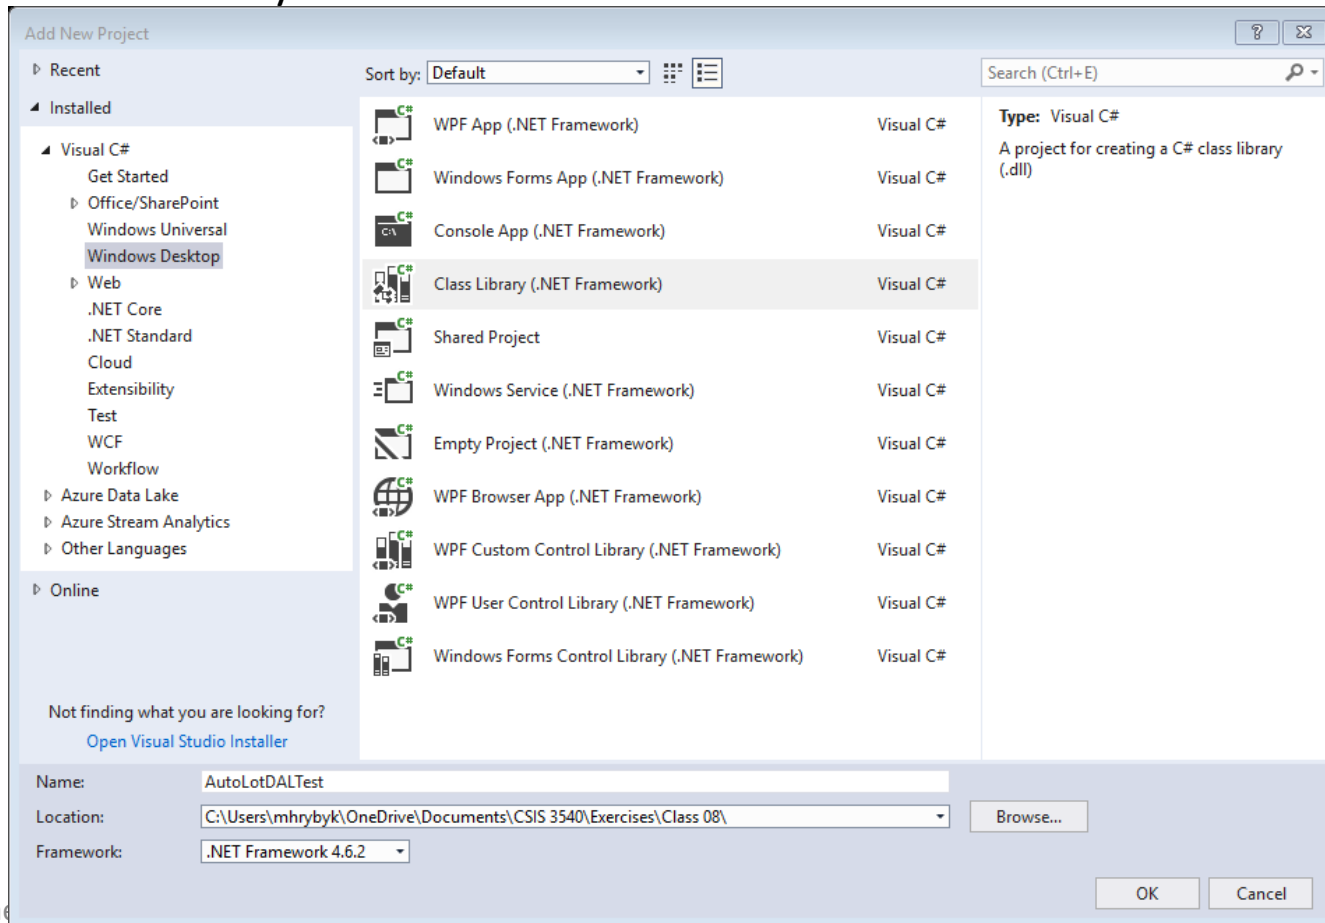 Add New Project
Recent
Installed
Visual C#
Get Started
Office/SharePoint
Windows Universal
Windows Desktop
Web
.NET Core
.NET Standard
Cloud
Extensibility
Test
WCF
Workflow
Azure Data Lake
Azure Stream Analytics
Other Languages
Online
Not finding what you are looking for?
Open Visual Studio Installer
Sort by: Default
WPF App (.NET Framework) Visual C#
Windows Forms App (.NET Framework) Visual C#
Console App (.NET Framework) Visual C#
Class Library (.NET Framework) Visual C#
Shared Project Visual C#
Windows Service (.NET Framework) Visual C#
Empty Project (.NET Framework) Visual C#
WPF Browser App (.NET Framework) Visual C#
WPF Custom Control Library (.NET Framework) Visual C#
WPF User Control Library (.NET Framework) Visual C#
Windows Forms Control Library (.NET Framework) Visual C#
Search (Ctrl+E)
Type: Visual C#
A project for creating a C# class library
(.dll)
Name: AutoLotDALTest
Location: C:\Users\mhrybyk\OneDrive\Documents\CSIS 3540\Exercises\Class 08\ Browse...
Framework: .NET Framework 4.6.2
OK Cancel